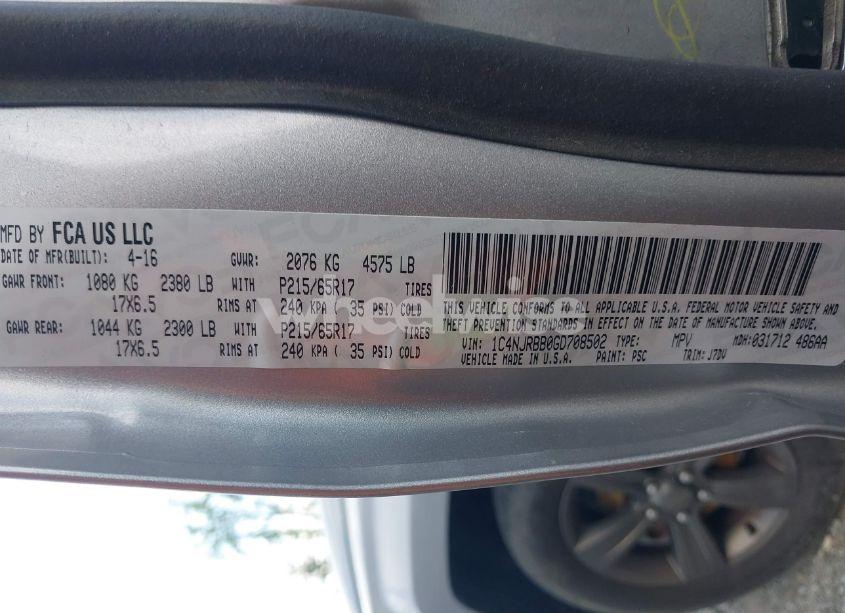 MFD BY FCA US LLC
DATE OF MFR(BUILT): 4-16 GVWR: 2076 KG 4575 LB
GAWR FRONT: 1080 KG 2380 LB WITH P215/65R17 TIRES
17X6.5 RIMS AT 240 KPA ( 35 PSI) COLD
GAWR REAR: 1044 KG 2300 LB WITH P215/65R17 TIRES
17X6.5 RIMS AT 240 KPA ( 35 PSI) COLD
THIS VEHICLE CONFORMS TO ALL APPLICABLE U.S.A. FEDERAL MOTOR VEHICLE SAFETY AND
THEFT PREVENTION STANDARDS IN EFFECT ON THE DATE OF MANUFACTURE SHOWN ABOVE.
VIN: 1C4NJRBB0GD708502 TYPE: MPV MDH:031712 486AA
VEHICLE MADE IN U.S.A. PAINT: PSC TRIM: J7DV